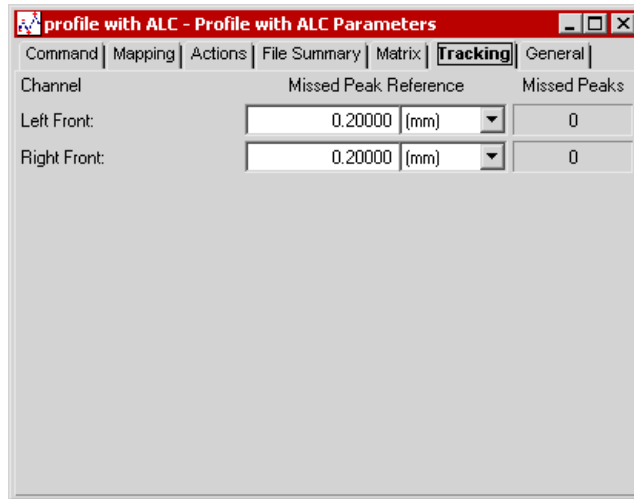 profile with ALC - Profile with ALC Parameters
Command Mapping Actions File Summary Matrix Tracking General
Channel Missed Peak Reference Missed Peaks
Left Front: 0.20000 (mm) 0
Right Front: 0.20000 (mm) 0